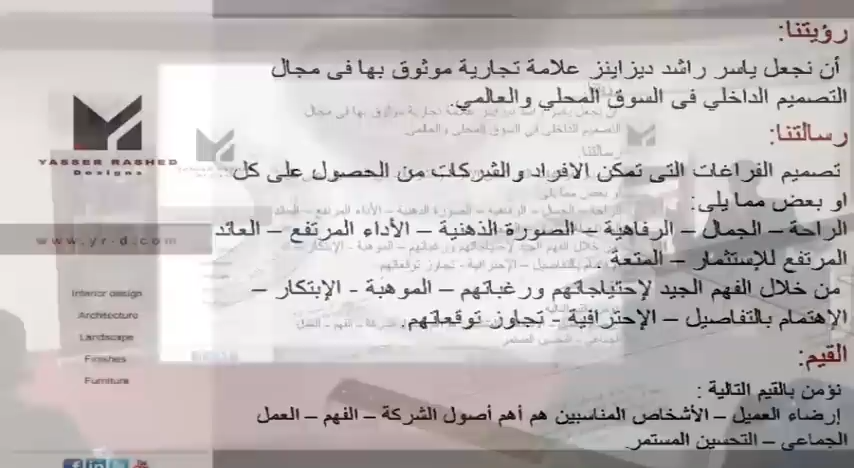 رؤيتنا:
أن نجعل ياسر راشد ديزاينز علامة تجارية موثوق بها فى مجال
التصميم الداخلي فى السوق المحلي والعالمي.
رسالتنا:
تصميم الفراغات التى تمكن الافراد والشركات من الحصول على كل
او بعض مما يلى:
الراحة – الجمال – الرفاهية – الصورة الذهنية – الأداء المرتفع – العائد
المرتفع للإستثمار – المتعة .
من خلال الفهم الجيد لإحتياجاتهم ورغباتهم – الموهبة - الإبتكار –
الإهتمام بالتفاصيل – الإحترافية - تجاوز توقعاتهم.
القيم:
نؤمن بالقيم التالية :
إرضاء العميل – الأشخاص المناسبين هم أهم أصول الشركة – الفهم – العمل
الجماعى – التحسين المستمر.
YASSER RASHED
Designs
www.yr-d.com
Interior design
Architecture
Landscape
Finishes
Furniture